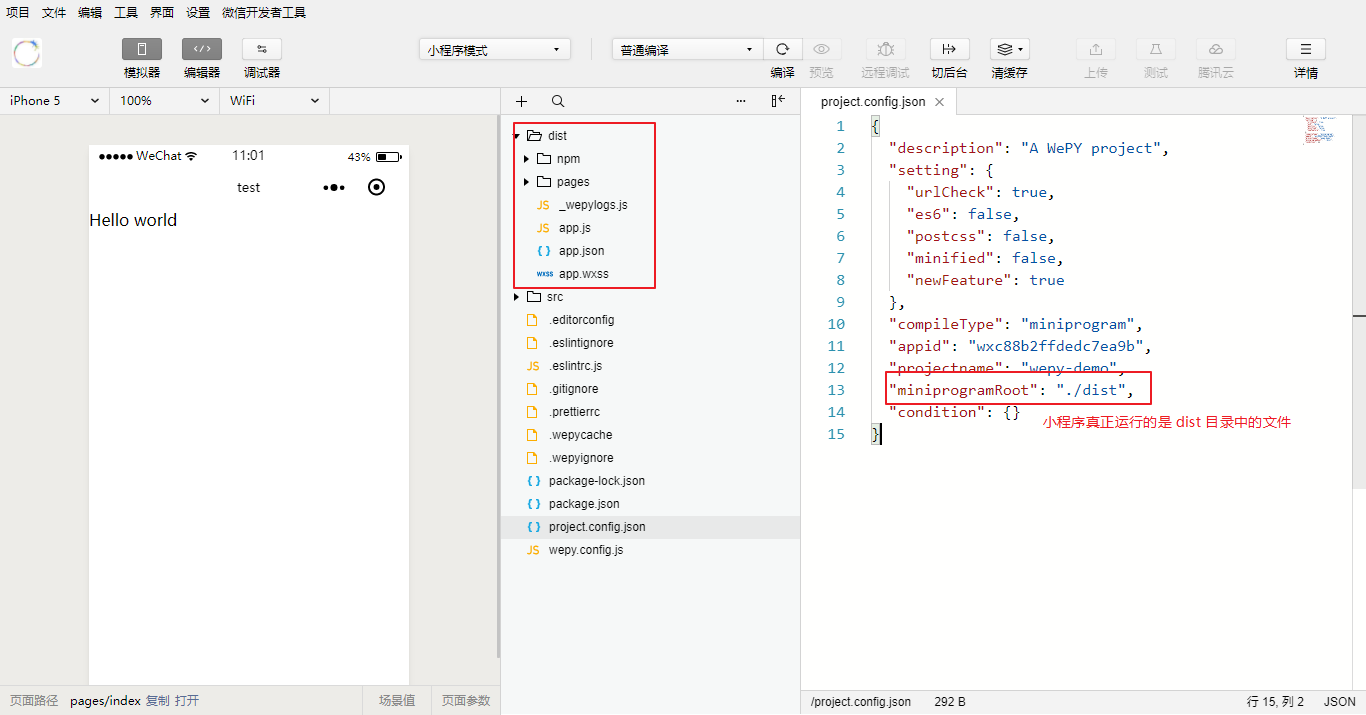 项目 文件 编辑 工具 界面 设置 微信开发者工具
小程序模式 普通编译
模拟器 编辑器 调试器 编译 预览 远程调试 切后台 清缓存 上传 测试 腾讯云 详情
iPhone 5 100% WiFi
WeChat 11:01 43%
test
Hello world
页面路径 pages/index 复制 打开 场景值 页面参数
dist
npm
pages
JS _wepylogs.js
JS app.js
{ } app.json
wxss app.wxss
src
.editorconfig
.eslintignore
JS .eslintrc.js
.gitignore
.prettierrc
.wepycache
.wepyignore
{ } package-lock.json
{ } package.json
{ } project.config.json
JS wepy.config.js
project.config.json
1 {
2 "description": "A WePY project",
3 "setting": {
4 "urlCheck": true,
5 "es6": false,
6 "postcss": false,
7 "minified": false,
8 "newFeature": true
9 },
10 "compileType": "miniprogram",
11 "appid": "wxc88b2ffdedc7ea9b",
12 "projectname": "wepy-demo",
13 "miniprogramRoot": "./dist",
14 "condition": {}
小程序真正运行的是 dist 目录中的文件
15 }
/project.config.json 292 B 行 15, 列 2 JSON